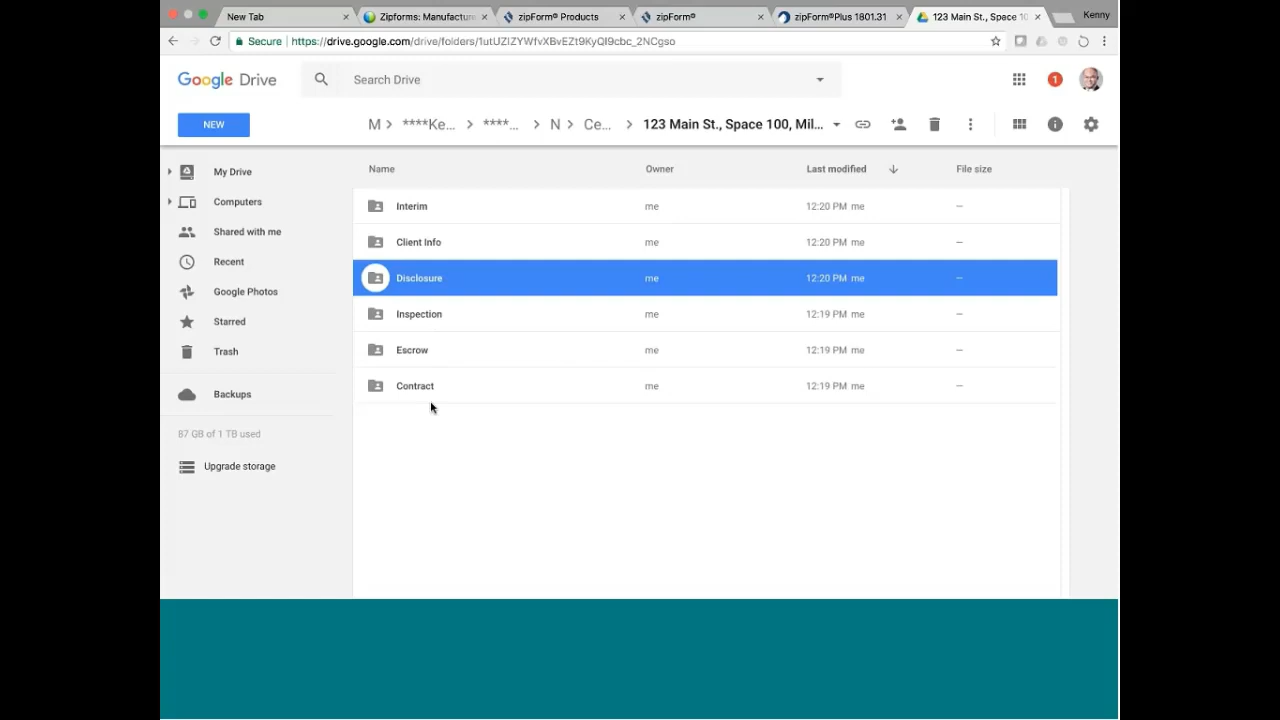 New Tab
Zipforms: Manufactur
zipForm® Products
zipForm®
zipForm®Plus 1801.31
123 Main St., Space 10
Kenny
Secure https://drive.google.com/drive/folders/1utUZIZYWfvXBvEZt9KyQI9cbc_2NCgso
Google Drive
Search Drive
1
NEW
M > ****Ke... > ****... > N > Ce... > 123 Main St., Space 100, Mil...
Name Owner Last modified File size
My Drive
Computers
Shared with me
Recent
Google Photos
Starred
Trash
Backups
87 GB of 1 TB used
Upgrade storage
Interim me 12:20 PM me –
Client Info me 12:20 PM me –
Disclosure me 12:20 PM me –
Inspection me 12:19 PM me –
Escrow me 12:19 PM me –
Contract me 12:19 PM me –